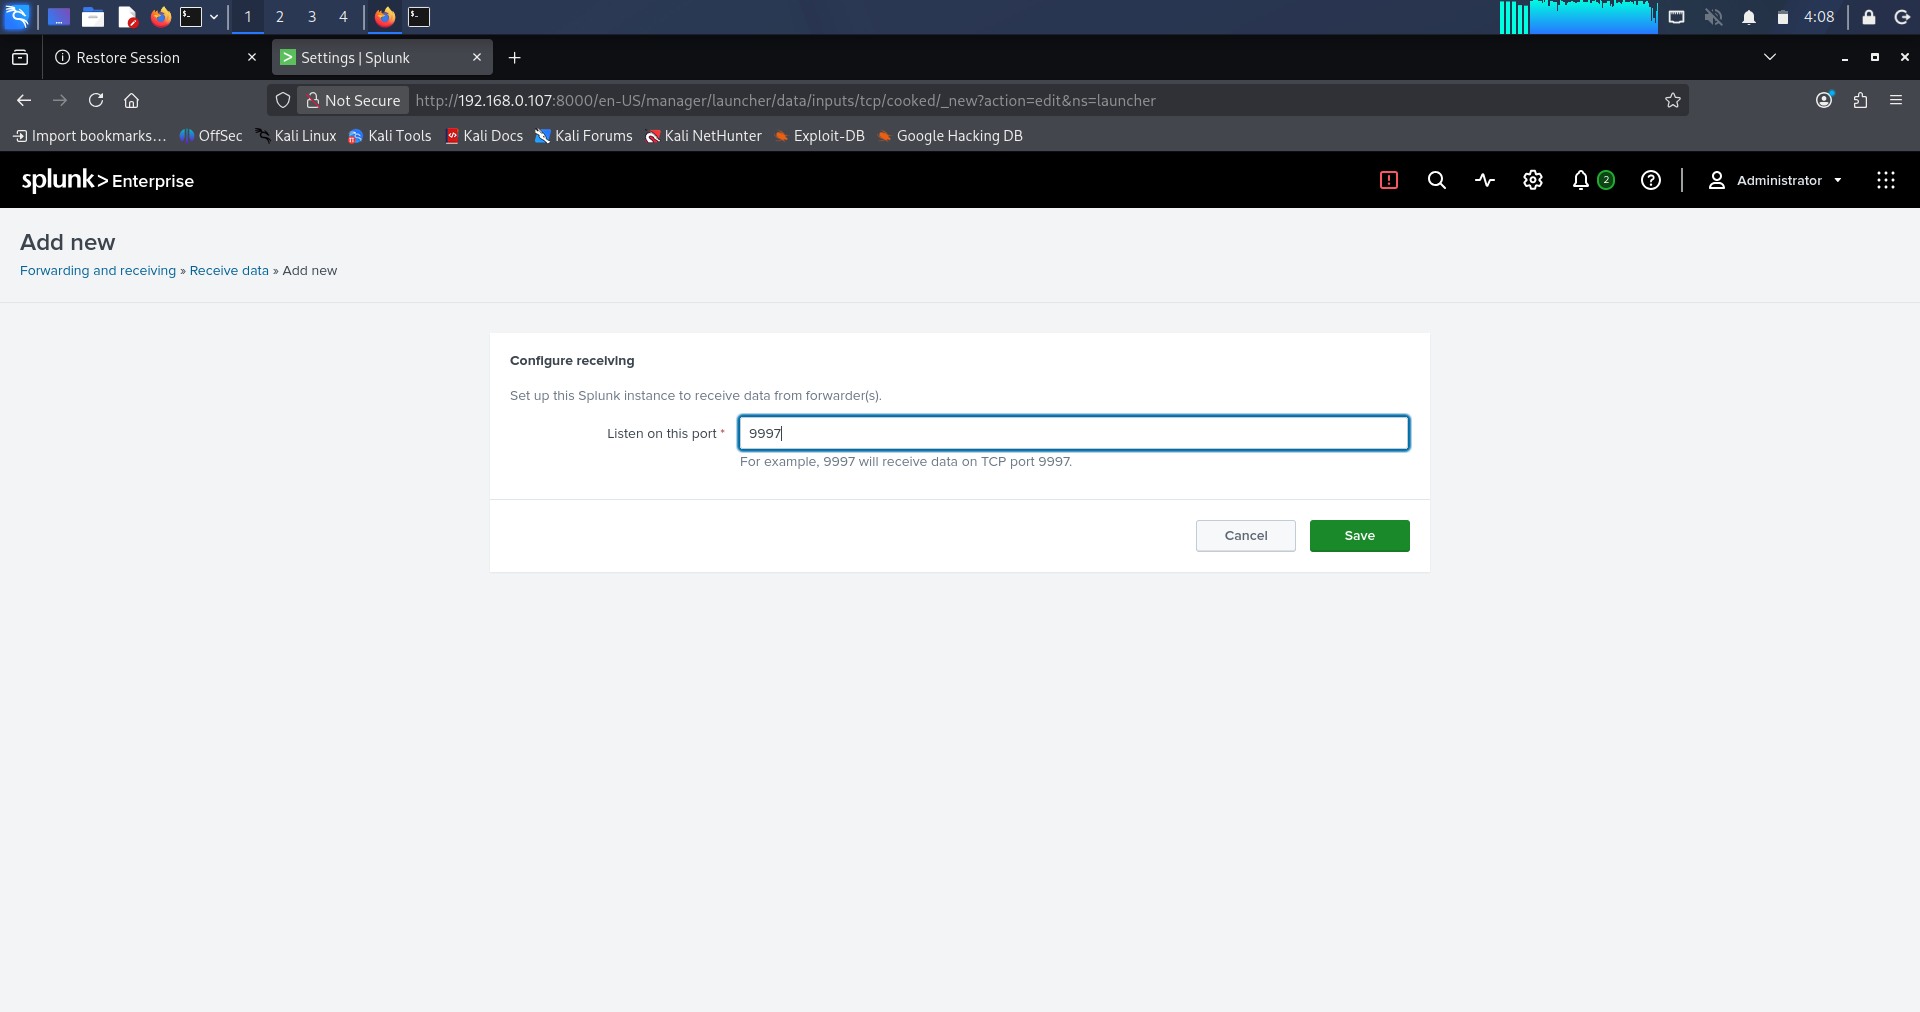 1 2 3 4 4:08
Restore Session
Settings | Splunk
Not Secure http://192.168.0.107:8000/en-US/manager/launcher/data/inputs/tcp/cooked/_new?action=edit&ns=launcher
Import bookmarks... OffSec Kali Linux Kali Tools Kali Docs Kali Forums Kali NetHunter Exploit-DB Google Hacking DB
splunk>Enterprise 2 Administrator
Add new
Forwarding and receiving » Receive data » Add new
Configure receiving
Set up this Splunk instance to receive data from forwarder(s).
Listen on this port * 9997
For example, 9997 will receive data on TCP port 9997.
Cancel Save